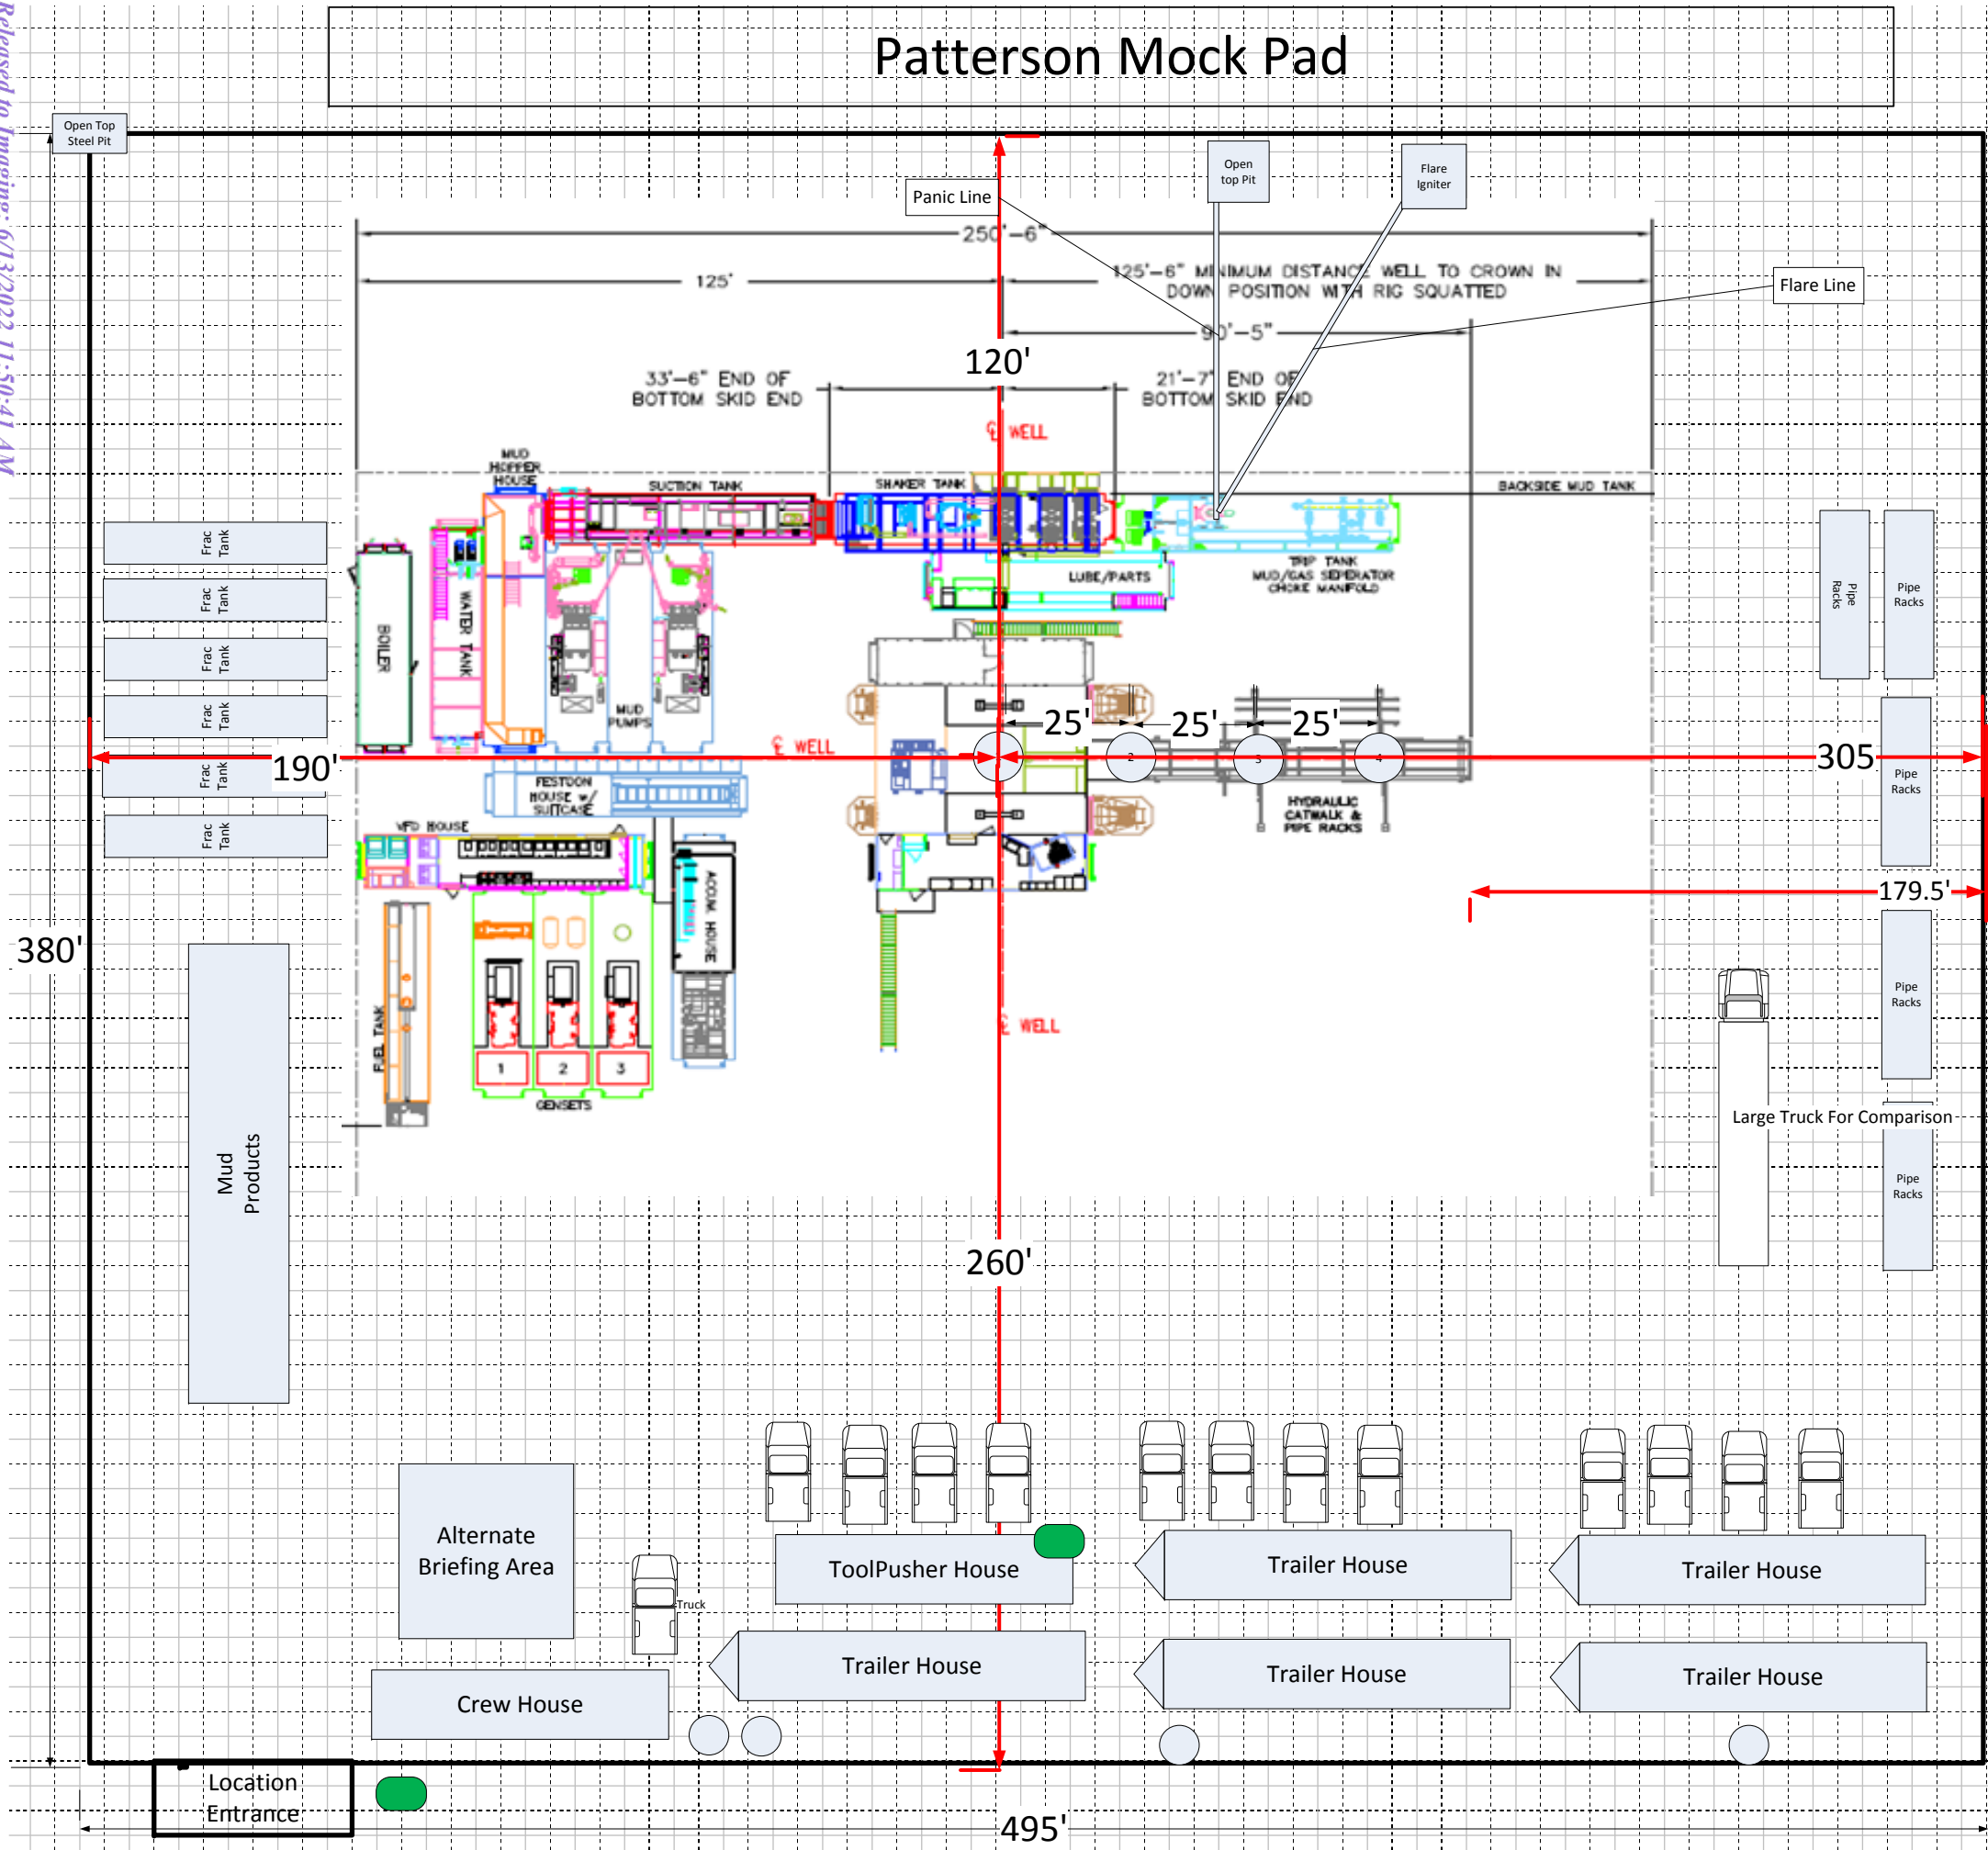 Released to Imaging: 6/13/2022 11:50:41 AM
Patterson Mock Pad
Open Top
Steel Pit
Open
top Pit
Flare
Igniter
Panic Line
250'-6"
125'
125'-6" MINIMUM DISTANCE WELL TO CROWN IN
DOWN POSITION WITH RIG SQUATTED
Flare Line
90'-5"
120'
33'-6" END OF
BOTTOM SKID END
21'-7" END OF
BOTTOM SKID END
℄ WELL
MUD
HOPPER
HOUSE
SUCTION TANK
SHAKER TANK
BACKSIDE MUD TANK
Frac
Tank
Frac
Tank
Frac
Tank
Frac
Tank
Frac
Tank
Frac
Tank
BOILER
WATER TANK
MUD
PUMPS
LUBE/PARTS
TRIP TANK
MUD/GAS SEPERATOR
CHOKE MANIFOLD
Pipe
Racks
Pipe
Racks
25'
25'
25'
℄ WELL
190'
2
3
4
305
Pipe
Racks
FESTOON
HOUSE w/
SUITCASE
HYDRAULIC
CATWALK &
PIPE RACKS
VFD HOUSE
ACCUM. HOUSE
179.5'
380'
Pipe
Racks
FUEL TANK
℄ WELL
1
2
3
GENSETS
Large Truck For Comparison
Pipe
Racks
Mud
Products
260'
Alternate
Briefing Area
Truck
ToolPusher House
Trailer House
Trailer House
Trailer House
Trailer House
Trailer House
Crew House
Location
Entrance
495'